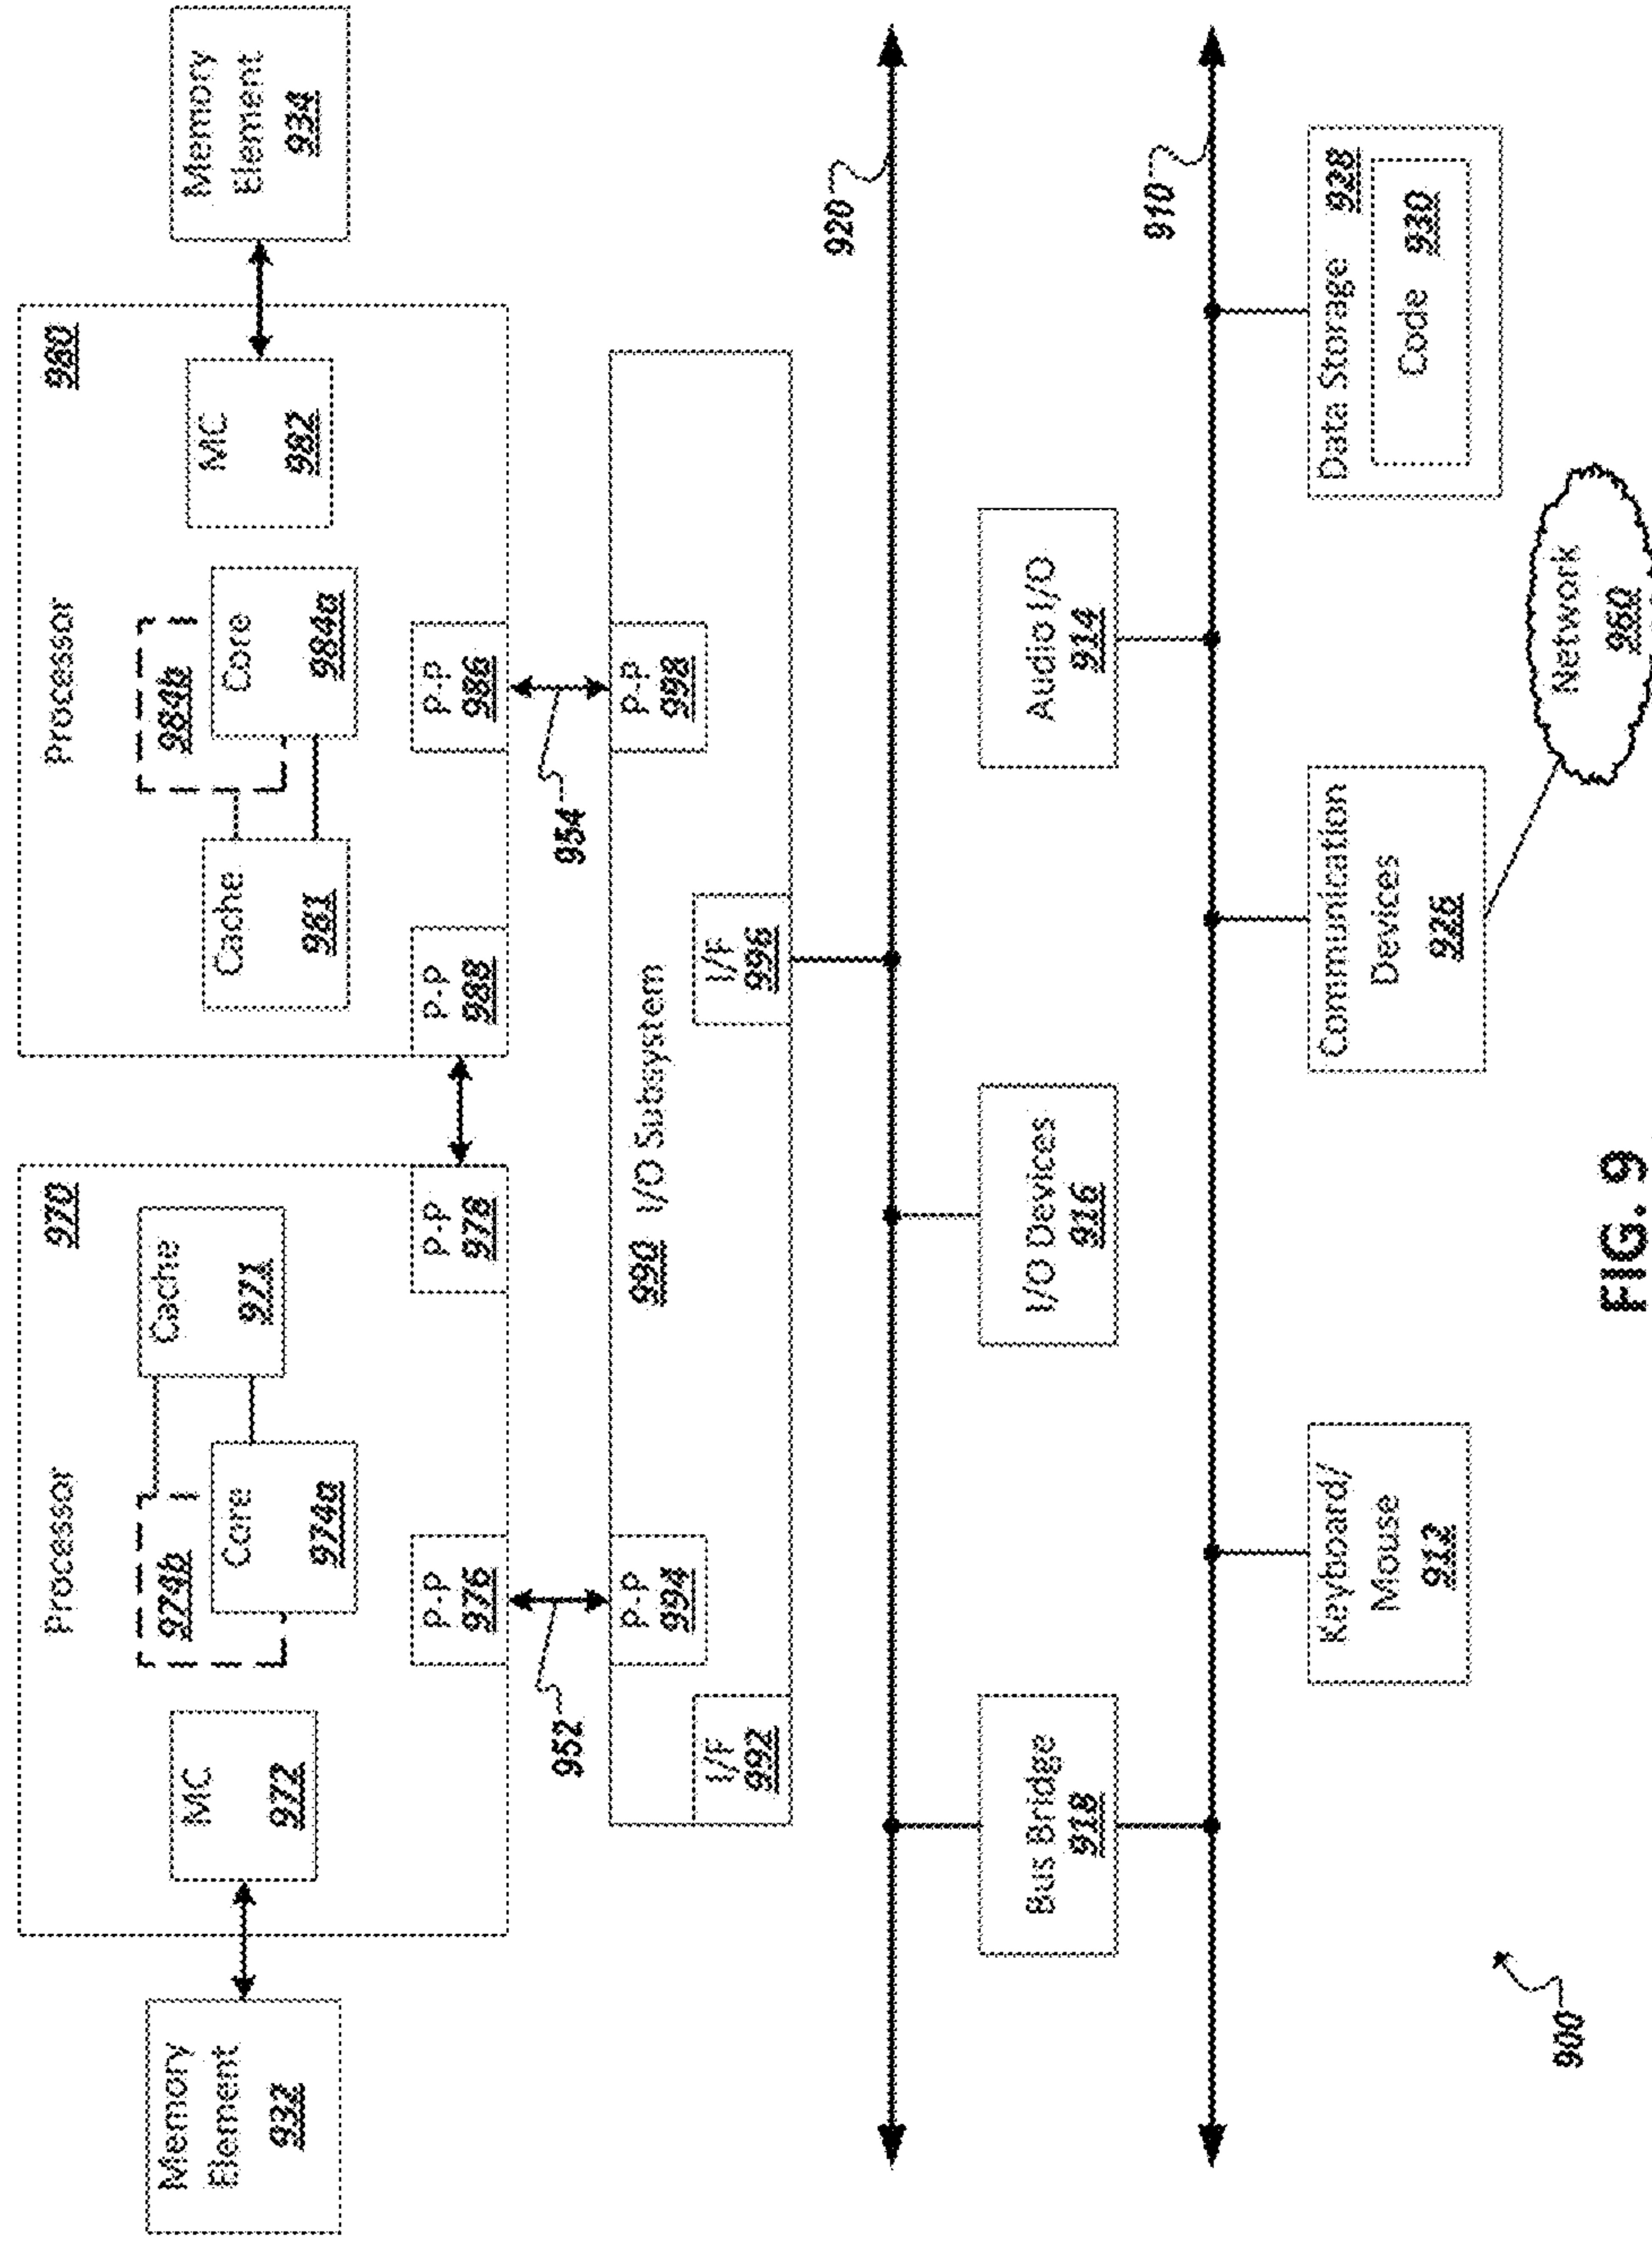 Memory
Element
932
Processor
970
MC
972
974b
Core
974a
Cache
971
P-P
976
P-P
978
Processor
980
Cache
981
984b
Core
984a
MC
982
P-P
988
P-P
986
Memory
Element
934
952
954
990 I/O Subsystem
P-P
994
P-P
998
I/F
992
I/F
996
920
Bus Bridge
918
I/O Devices
916
Audio I/O
914
910
Keyboard/
Mouse
912
Communication
Devices
926
Data Storage 928
Code 930
Network
960
900
FIG. 9